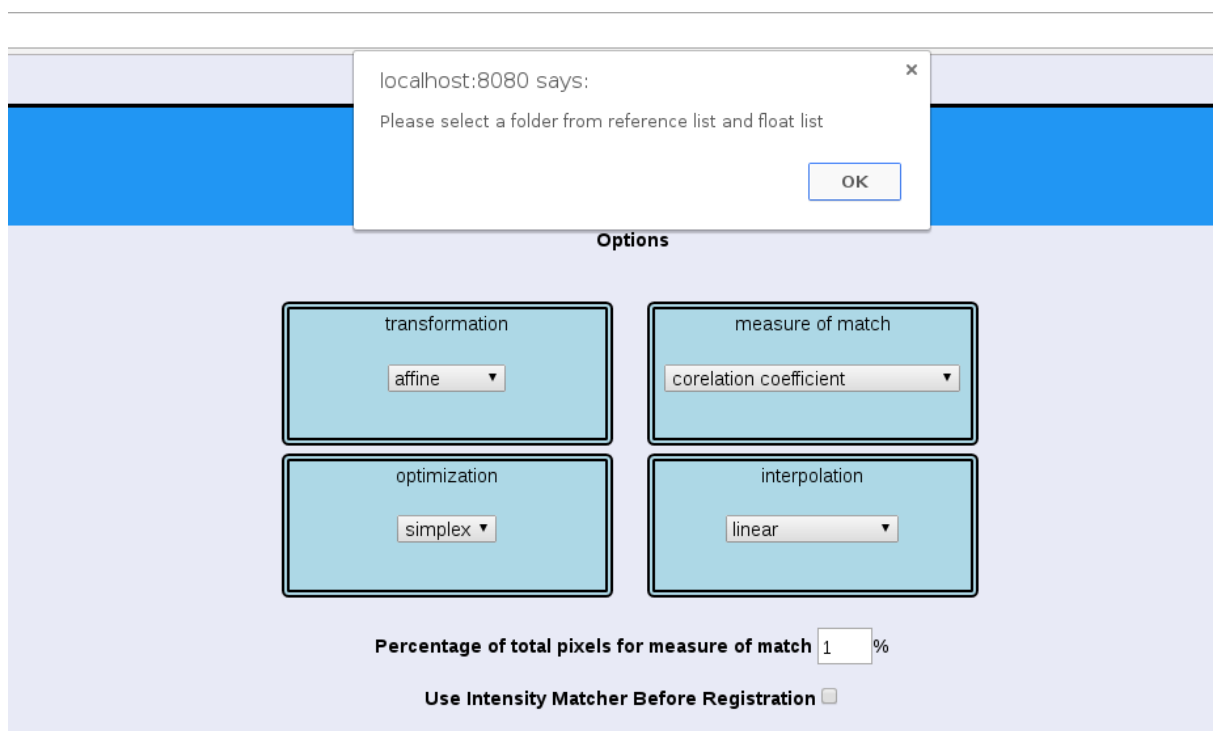 localhost:8080 says:
Please select a folder from reference list and float list
OK
Options
transformation
affine
measure of match
corelation coefficient
optimization
simplex
interpolation
linear
Percentage of total pixels for measure of match 1 %
Use Intensity Matcher Before Registration